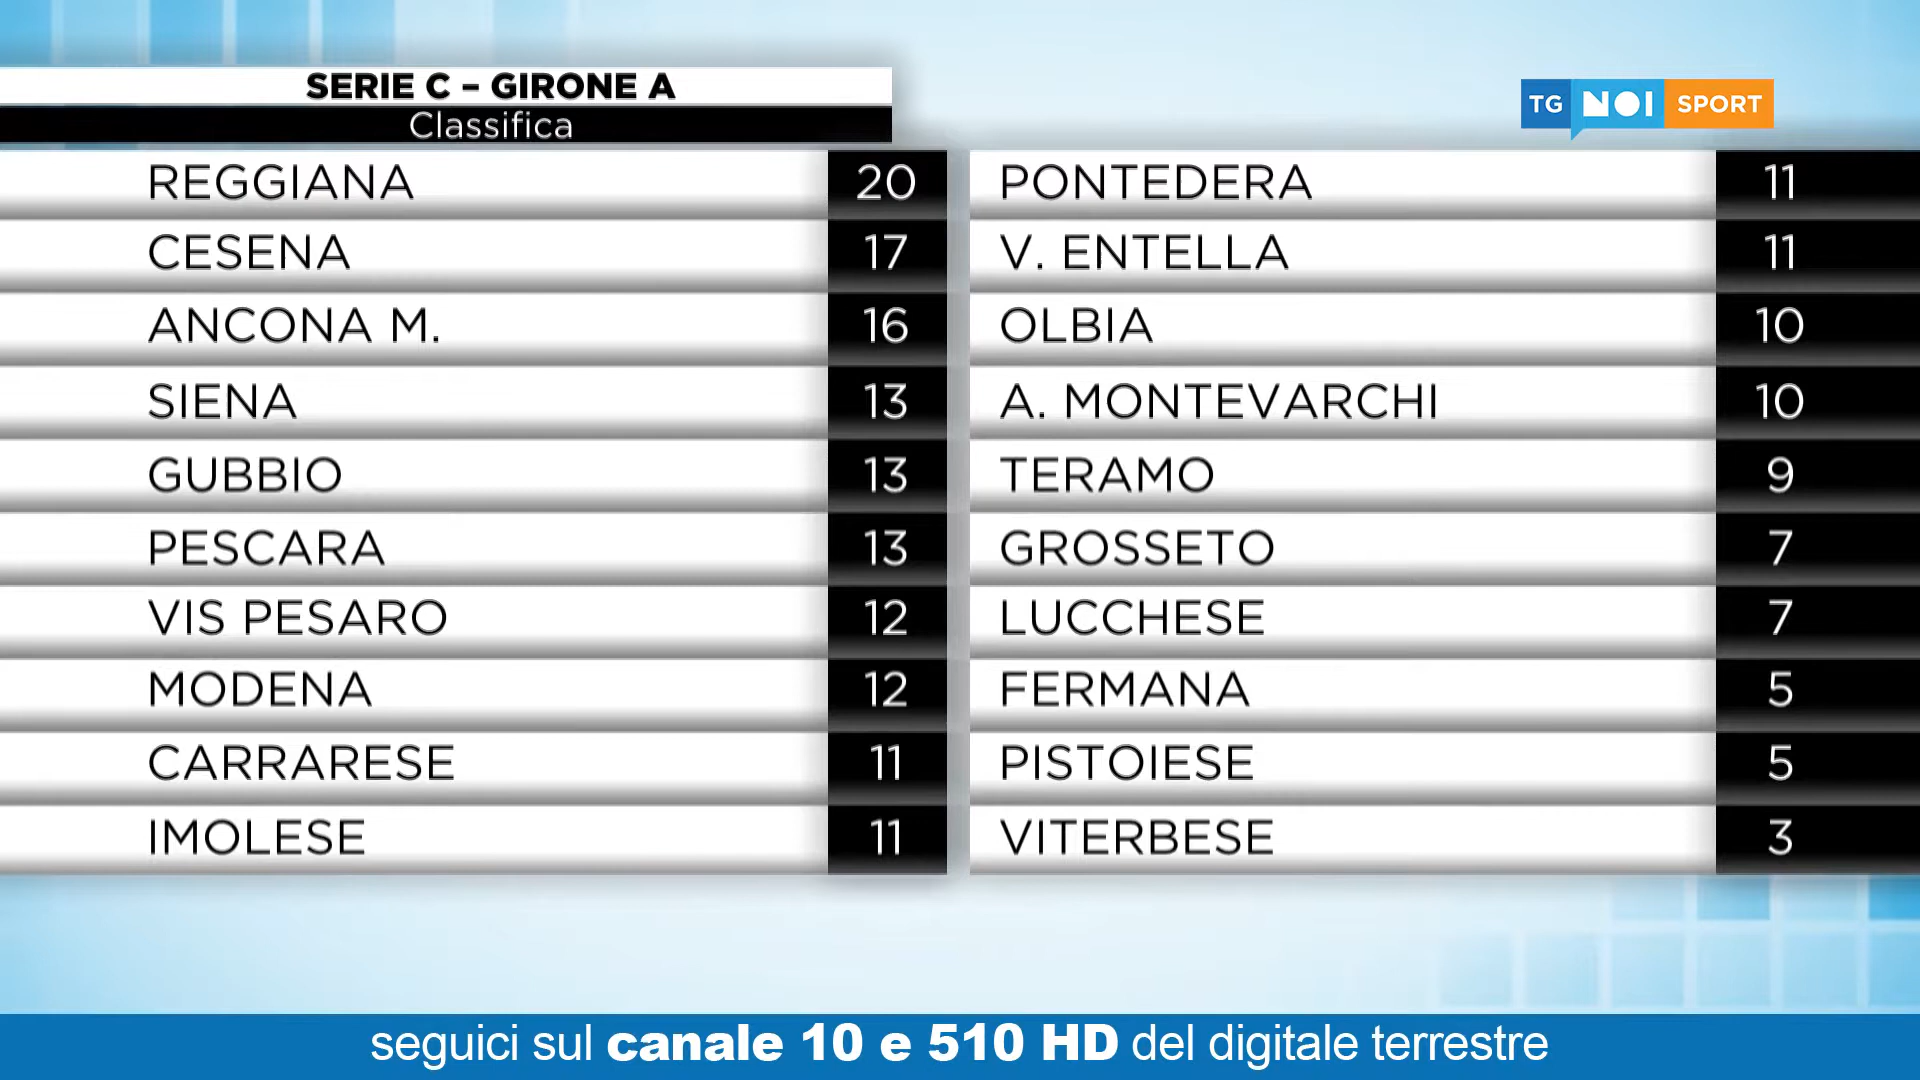 SERIE C – GIRONE A
Classifica
TG NOI SPORT
REGGIANA 20
CESENA 17
ANCONA M. 16
SIENA 13
GUBBIO 13
PESCARA 13
VIS PESARO 12
MODENA 12
CARRARESE 11
IMOLESE 11
PONTEDERA 11
V. ENTELLA 11
OLBIA 10
A. MONTEVARCHI 10
TERAMO 9
GROSSETO 7
LUCCHESE 7
FERMANA 5
PISTOIESE 5
VITERBESE 3
seguici sul canale 10 e 510 HD del digitale terrestre